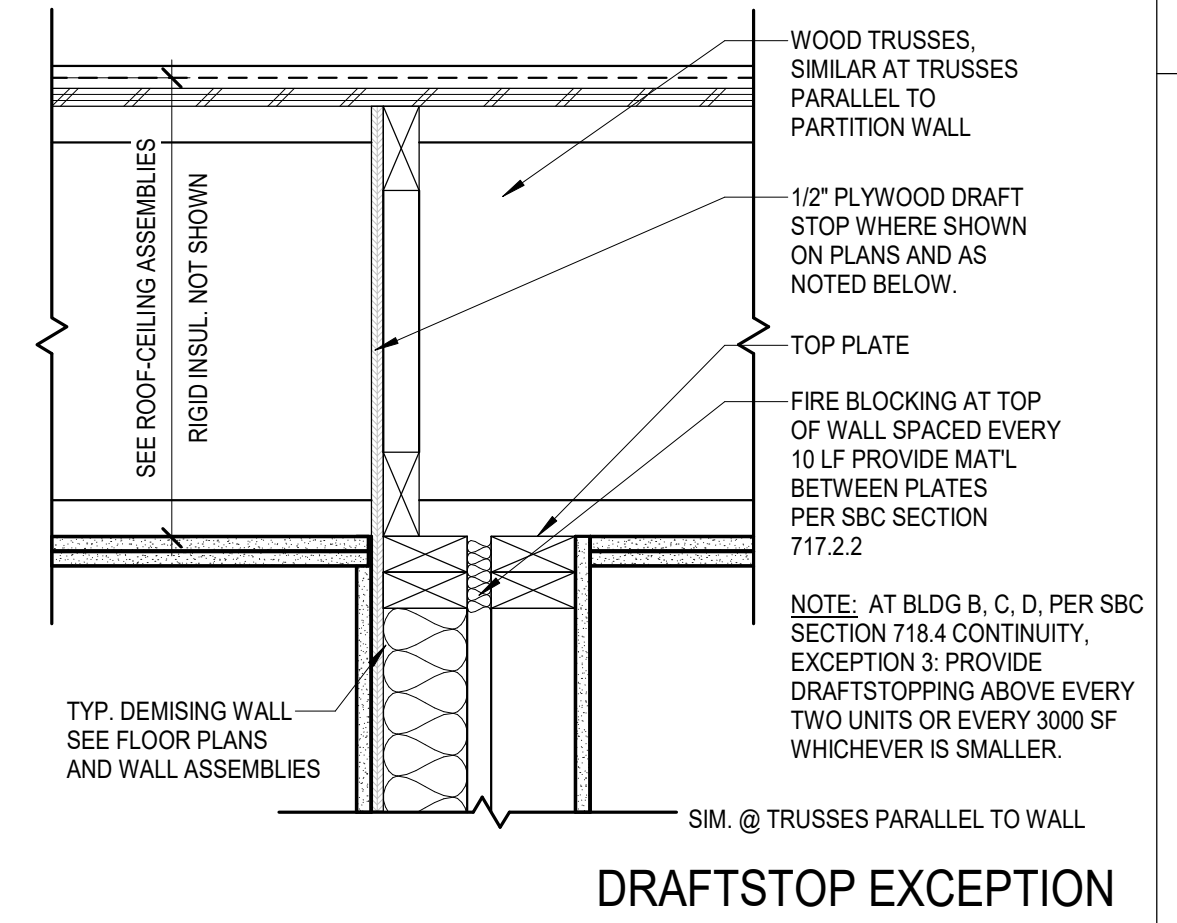 WOOD TRUSSES,
SIMILAR AT TRUSSES
PARALLEL TO
PARTITION WALL
1/2" PLYWOOD DRAFT
STOP WHERE SHOWN
ON PLANS AND AS
NOTED BELOW.
TOP PLATE
FIRE BLOCKING AT TOP
OF WALL SPACED EVERY
10 LF PROVIDE MAT'L
BETWEEN PLATES
PER SBC SECTION
717.2.2
NOTE: AT BLDG B, C, D, PER SBC
SECTION 718.4 CONTINUITY,
EXCEPTION 3: PROVIDE
DRAFTSTOPPING ABOVE EVERY
TWO UNITS OR EVERY 3000 SF
WHICHEVER IS SMALLER.
SEE ROOF-CEILING ASSEMBLIES
RIGID INSUL. NOT SHOWN
TYP. DEMISING WALL
SEE FLOOR PLANS
AND WALL ASSEMBLIES
SIM. @ TRUSSES PARALLEL TO WALL
DRAFTSTOP EXCEPTION